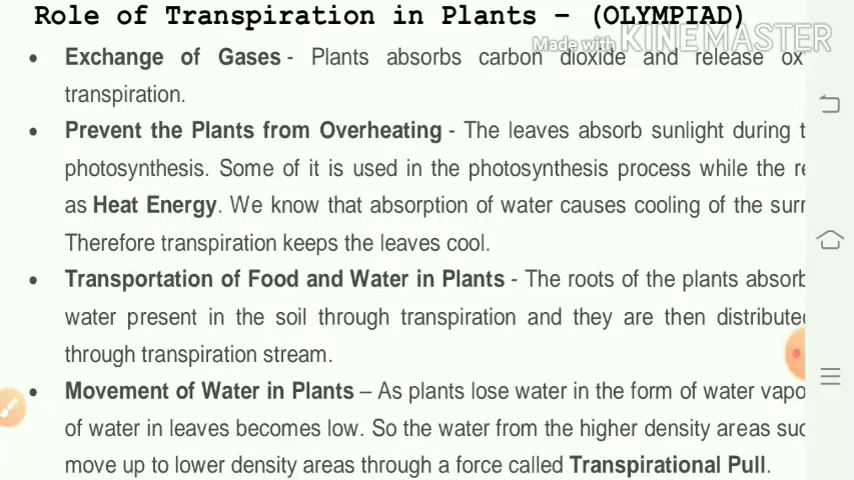 Role of Transpiration in Plants – (OLYMPIAD)
Made with KINEMASTER
• Exchange of Gases - Plants absorbs carbon dioxide and release
transpiration.
• Prevent the Plants from Overheating - The leaves absorb sunlight during
photosynthesis. Some of it is used in the photosynthesis process while the
as Heat Energy. We know that absorption of water causes cooling of the
Therefore transpiration keeps the leaves cool.
• Transportation of Food and Water in Plants - The roots of the plants absorb
water present in the soil through transpiration and they are then distributed
through transpiration stream.
• Movement of Water in Plants – As plants lose water in the form of water
of water in leaves becomes low. So the water from the higher density areas
move up to lower density areas through a force called Transpirational Pull.